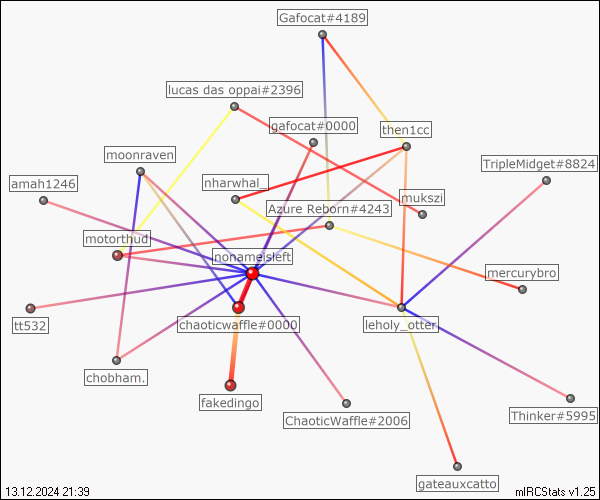 Gafocat#4189
lucas das oppai#2396
gafocat#0000
then1cc
moonraven
TripleMidget#8824
amah1246
nharwhal_
mukszi
Azure Reborn#4243
motorthud
nonameisleft
mercurybro
tt532
chaoticwaffle#0000
leholy_otter
chobham.
fakedingo
ChaoticWaffle#2006
Thinker#5995
gateauxcatto
13.12.2024 21:39
mIRCStats v1.25